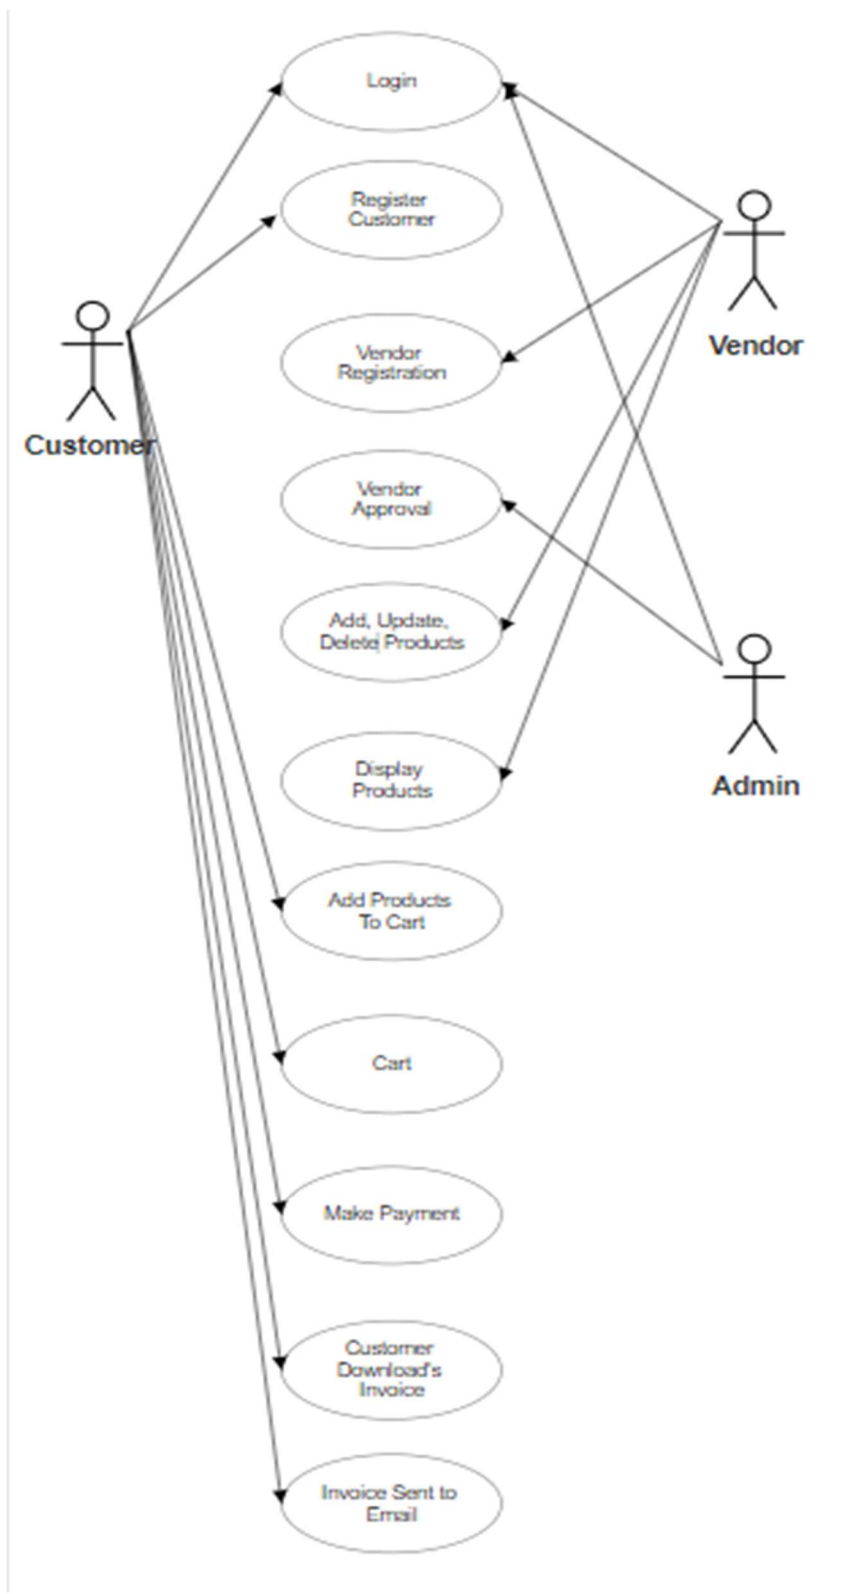 Login
Register
Customer
Vendor
Vendor
Registration
Customer
Vendor
Approval
Add, Update,
Delete Products
Display
Products
Admin
Add Products
To Cart
Cart
Make Payment
Customer
Download's
Invoice
Invoice Sent to
Email